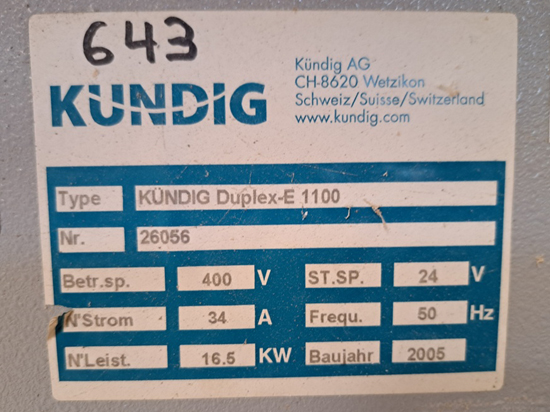 643
KÜNDIG
Kündig AG
CH-8620 Wetzikon
Schweiz/Suisse/Switzerland
www.kundig.com
Type KÜNDIG Duplex-E 1100
Nr. 26056
Betr.sp. 400 V ST.SP. 24 V
N'Strom 34 A Frequ. 50 Hz
N'Leist. 16.5 KW Baujahr 2005